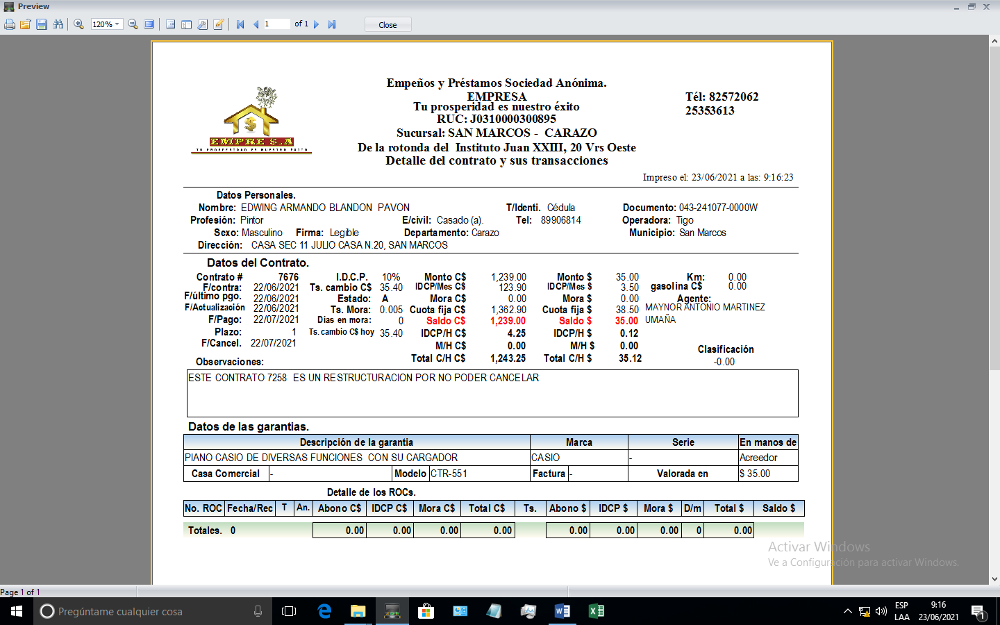 Preview
120%
1 of 1
Close
Empeños y Préstamos Sociedad Anónima.
EMPRESA
Tél: 82572062
Tu prosperidad es nuestro éxito
25353613
RUC: J0310000300895
Sucursal: SAN MARCOS - CARAZO
EMPRE S.A
TU PROSPERIDAD ES NUESTRO ÉXITO
De la rotonda del Instituto Juan XXIII, 20 Vrs Oeste
Detalle del contrato y sus transacciones
Impreso el: 23/06/2021 a las: 9:16:23
Datos Personales.
Nombre: EDWING ARMANDO BLANDON PAVON T/Identi. Cédula Documento: 043-241077-0000W
Profesión: Pintor E/civil: Casado (a). Tel: 89906814 Operadora: Tigo
Sexo: Masculino Firma: Legible Departamento: Carazo Municipio: San Marcos
Dirección: CASA SEC 11 JULIO CASA N.20, SAN MARCOS
Datos del Contrato.
Contrato # 7676 I.D.C.P. 10% Monto C$ 1,239.00 Monto $ 35.00 Km: 0.00
F/contra: 22/06/2021 Ts. cambio C$ 35.40 IDCP/Mes C$ 123.90 IDCP/Mes $ 3.50 gasolina C$ 0.00
F/último pgo. 22/06/2021 Estado: A Mora C$ 0.00 Mora $ 0.00 Agente:
F/Actualización 22/06/2021 Ts. Mora: 0.005 Cuota fija C$ 1,362.90 Cuota fija $ 38.50 MAYNOR ANTONIO MARTINEZ
F/Pago: 22/07/2021 Dias en mora: 0 Saldo C$ 1,239.00 Saldo $ 35.00 UMAÑA
Plazo: 1 Ts. cambio C$ hoy 35.40 IDCP/H C$ 4.25 IDCP/H $ 0.12
F/Cancel. 22/07/2021 M/H C$ 0.00 M/H $ 0.00 Clasificación
Observaciones: Total C/H C$ 1,243.25 Total C/H $ 35.12 -0.00
ESTE CONTRATO 7258 ES UN RESTRUCTURACION POR NO PODER CANCELAR
Datos de las garantias.
Descripción de la garantia Marca Serie En manos de
PIANO CASIO DE DIVERSAS FUNCIONES CON SU CARGADOR CASIO - Acreedor
Casa Comercial - Modelo CTR-551 Factura - Valorada en $ 35.00
Detalle de los ROCs.
No. ROC Fecha/Rec T An. Abono C$ IDCP C$ Mora C$ Total C$ Ts. Abono $ IDCP $ Mora $ D/m Total $ Saldo $
Totales. 0 0.00 0.00 0.00 0.00 0.00 0.00 0.00 0 0.00
Activar Windows
Ve a Configuración para activar Windows.
Page 1 of 1
Pregúntame cualquier cosa
ESP
LAA
9:16
23/06/2021
1